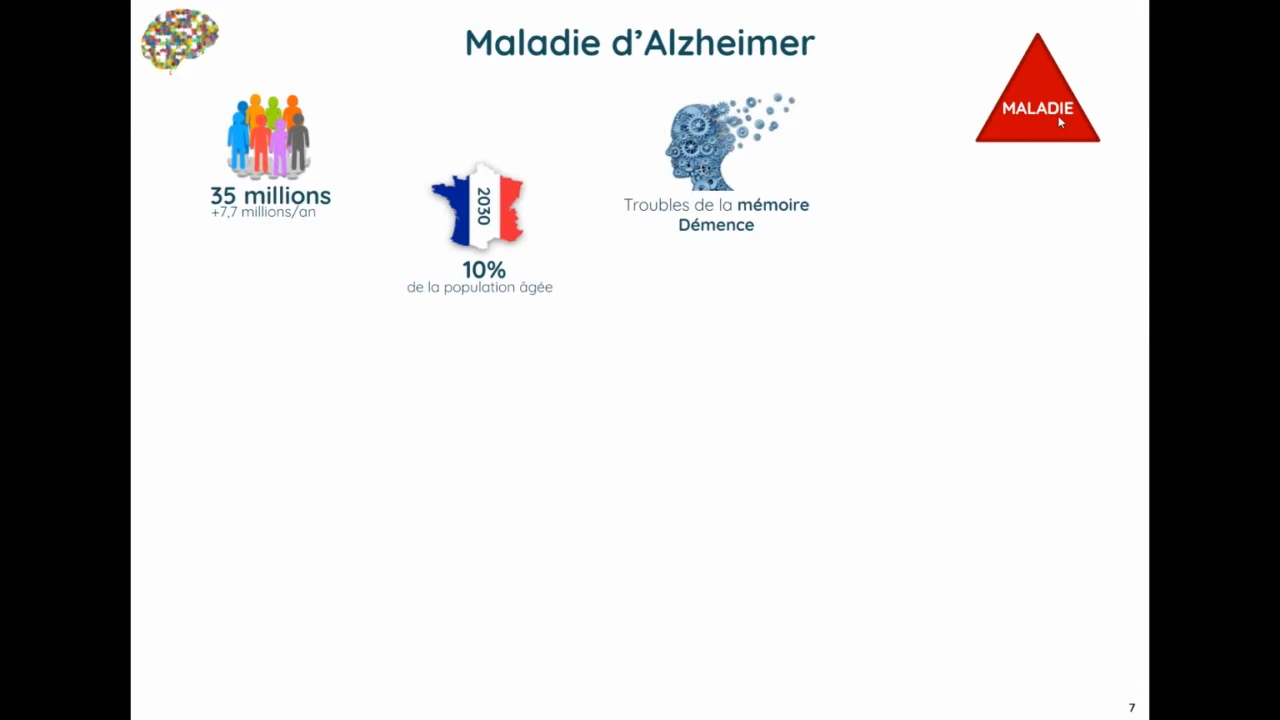 Maladie d’Alzheimer
MALADIE
35 millions
+7,7 millions/an
2030
10%
de la population âgée
Troubles de la mémoire
Démence
7